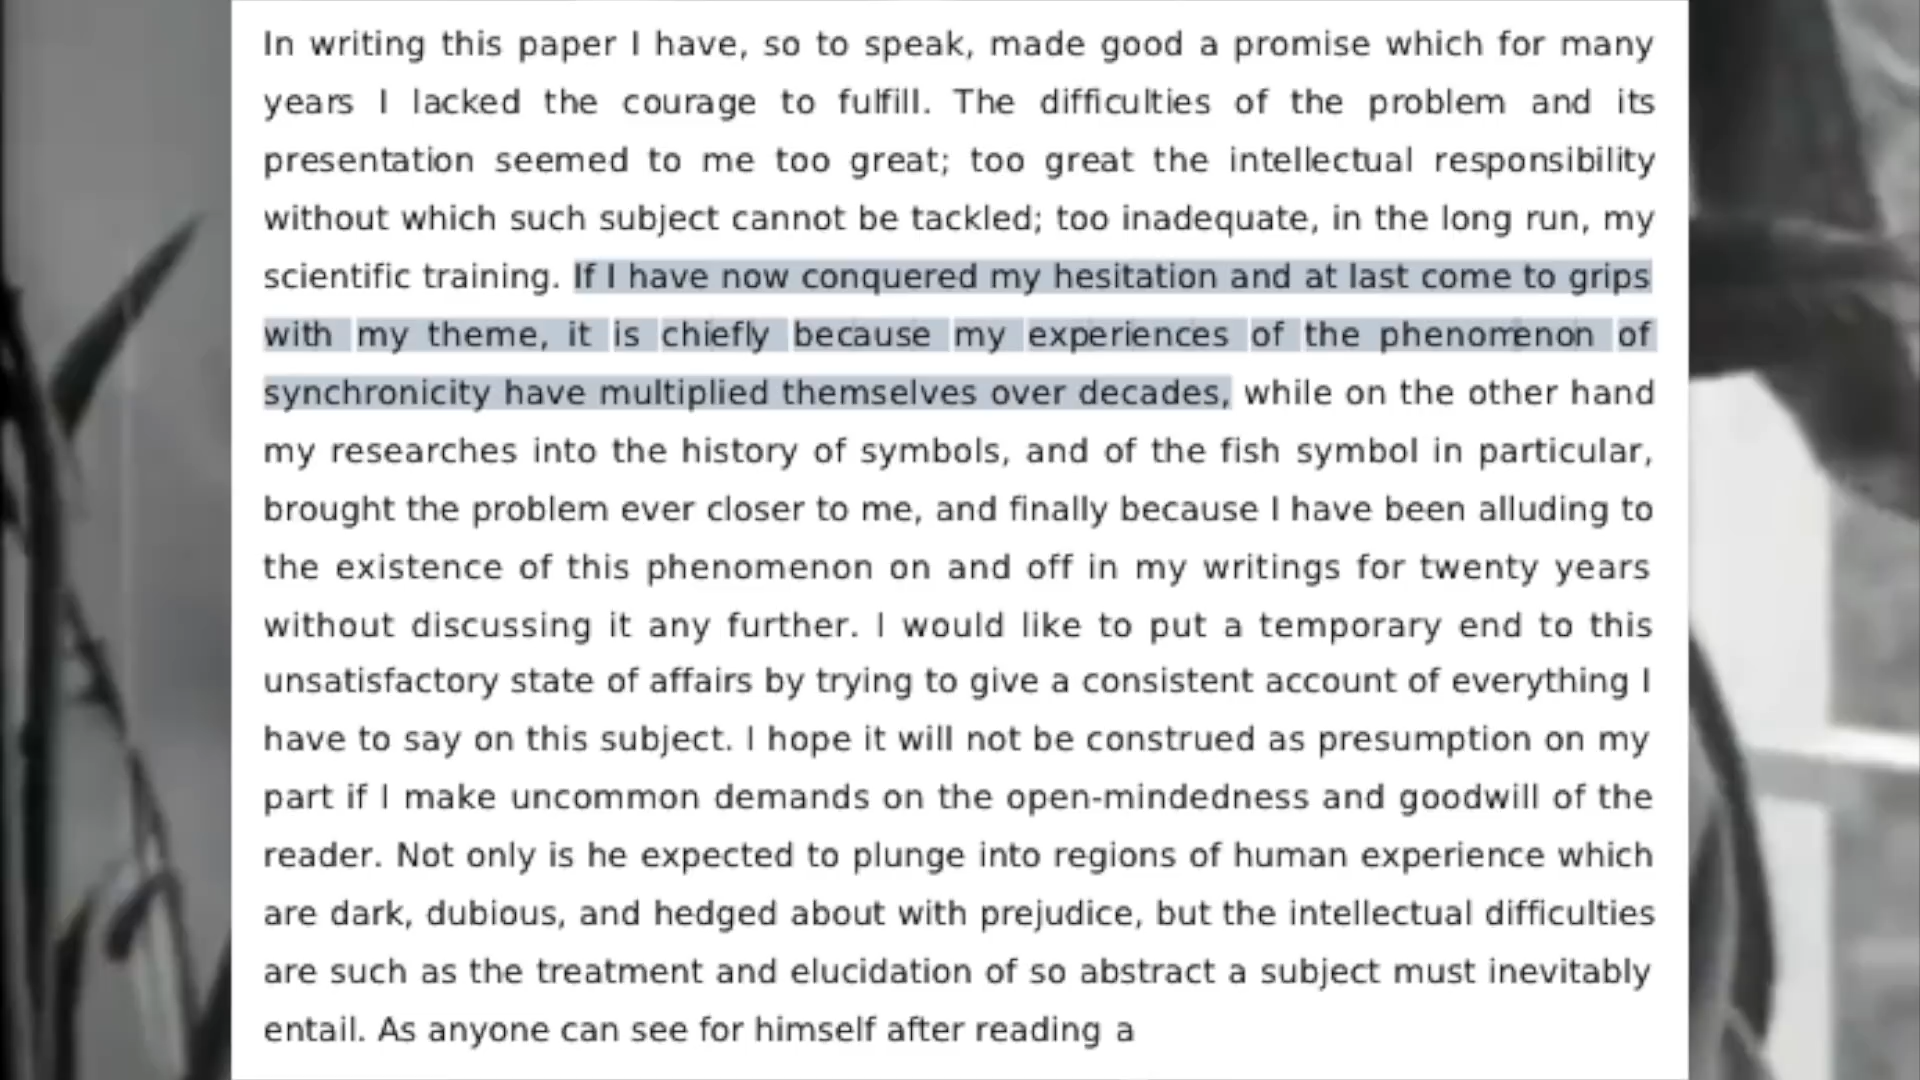 In writing this paper I have, so to speak, made good a promise which for many
years I lacked the courage to fulfill. The difficulties of the problem and its
presentation seemed to me too great; too great the intellectual responsibility
without which such subject cannot be tackled; too inadequate, in the long run, my
scientific training. If I have now conquered my hesitation and at last come to grips
with my theme, it is chiefly because my experiences of the phenomenon of
synchronicity have multiplied themselves over decades, while on the other hand
my researches into the history of symbols, and of the fish symbol in particular,
brought the problem ever closer to me, and finally because I have been alluding to
the existence of this phenomenon on and off in my writings for twenty years
without discussing it any further. I would like to put a temporary end to this
unsatisfactory state of affairs by trying to give a consistent account of everything I
have to say on this subject. I hope it will not be construed as presumption on my
part if I make uncommon demands on the open-mindedness and goodwill of the
reader. Not only is he expected to plunge into regions of human experience which
are dark, dubious, and hedged about with prejudice, but the intellectual difficulties
are such as the treatment and elucidation of so abstract a subject must inevitably
entail. As anyone can see for himself after reading a